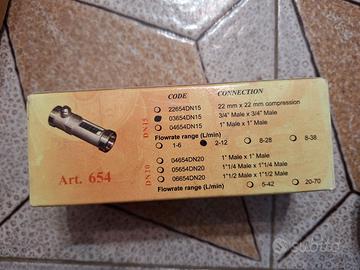 CODE CONNECTION
DN15
22654DN15 22 mm x 22 mm compression
03654DN15 3/4" Male x 3/4" Male
04654DN15 1" Male x 1" Male
Flowrate range (L/min)
1-6 2-12 8-28 8-38
Art. 654
DN20
04654DN20 1" Male x 1" Male
05654DN20 1"1/4 Male x 1"1/4 Male
06654DN20 1"1/2 Male x 1"1/2 Male
Flowrate range (L/min)
5-42 20-70
Subito